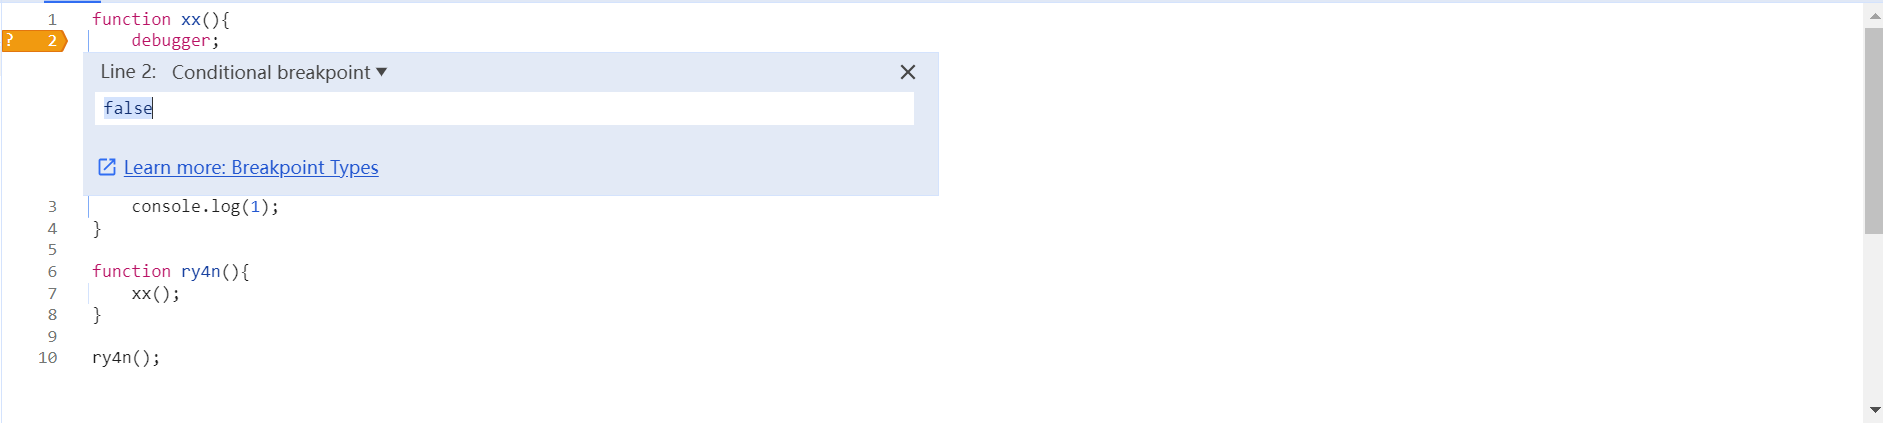 1 function xx(){
? 2 debugger;
Line 2: Conditional breakpoint ▼ ✕
false
Learn more: Breakpoint Types
3 console.log(1);
4 }
5
6 function ry4n(){
7 xx();
8 }
9
10 ry4n();